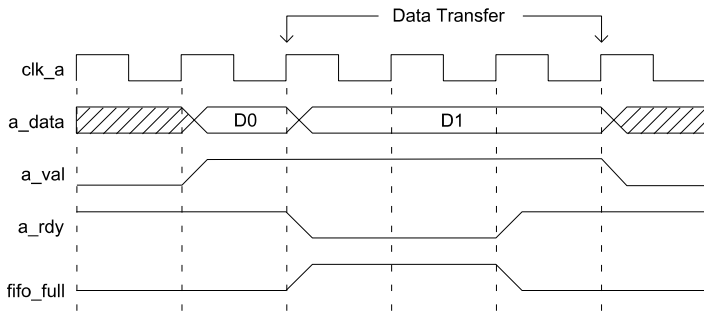 Data Transfer
clk_a
a_data
D0
D1
a_val
a_rdy
fifo_full